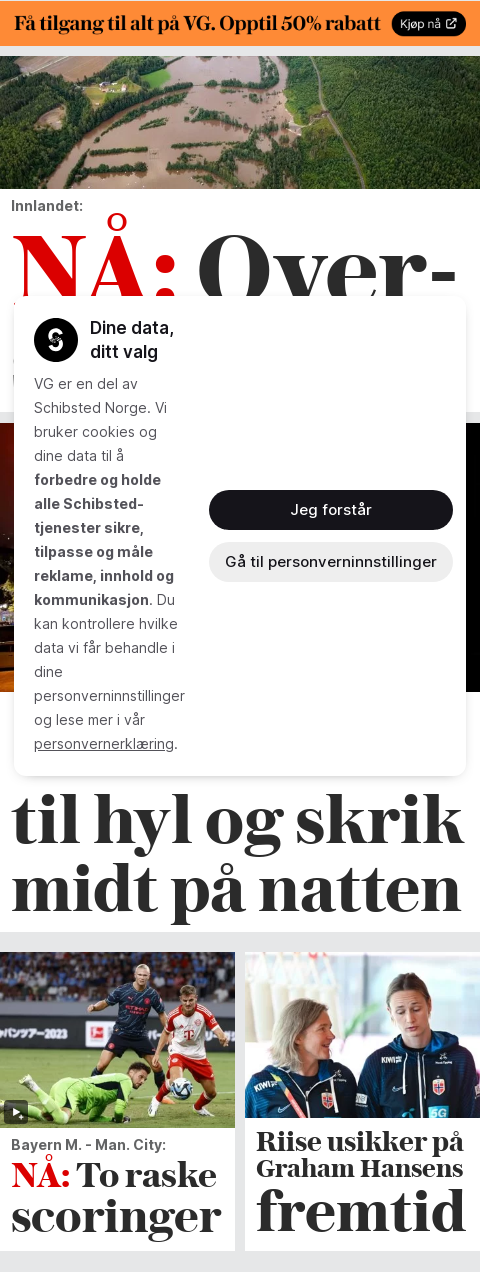 Få tilgang til alt på VG. Opptil 50% rabatt
Kjøp nå
Innlandet:
NÅ: Over-
Dine data,
ditt valg
VG er en del av
Schibsted Norge. Vi
bruker cookies og
dine data til å
forbedre og holde
alle Schibsted-
tjenester sikre,
tilpasse og måle
reklame, innhold og
kommunikasjon. Du
kan kontrollere hvilke
data vi får behandle i
dine
personverninnstillinger
og lese mer i vår
personvernerklæring.
Jeg forstår
Gå til personverninnstillinger
til hyl og skrik
midt på natten
2023
KIWI
KIWI
5G
Bayern M. - Man. City:
NÅ: To raske
scoringer
Riise usikker på
Graham Hansens
fremtid